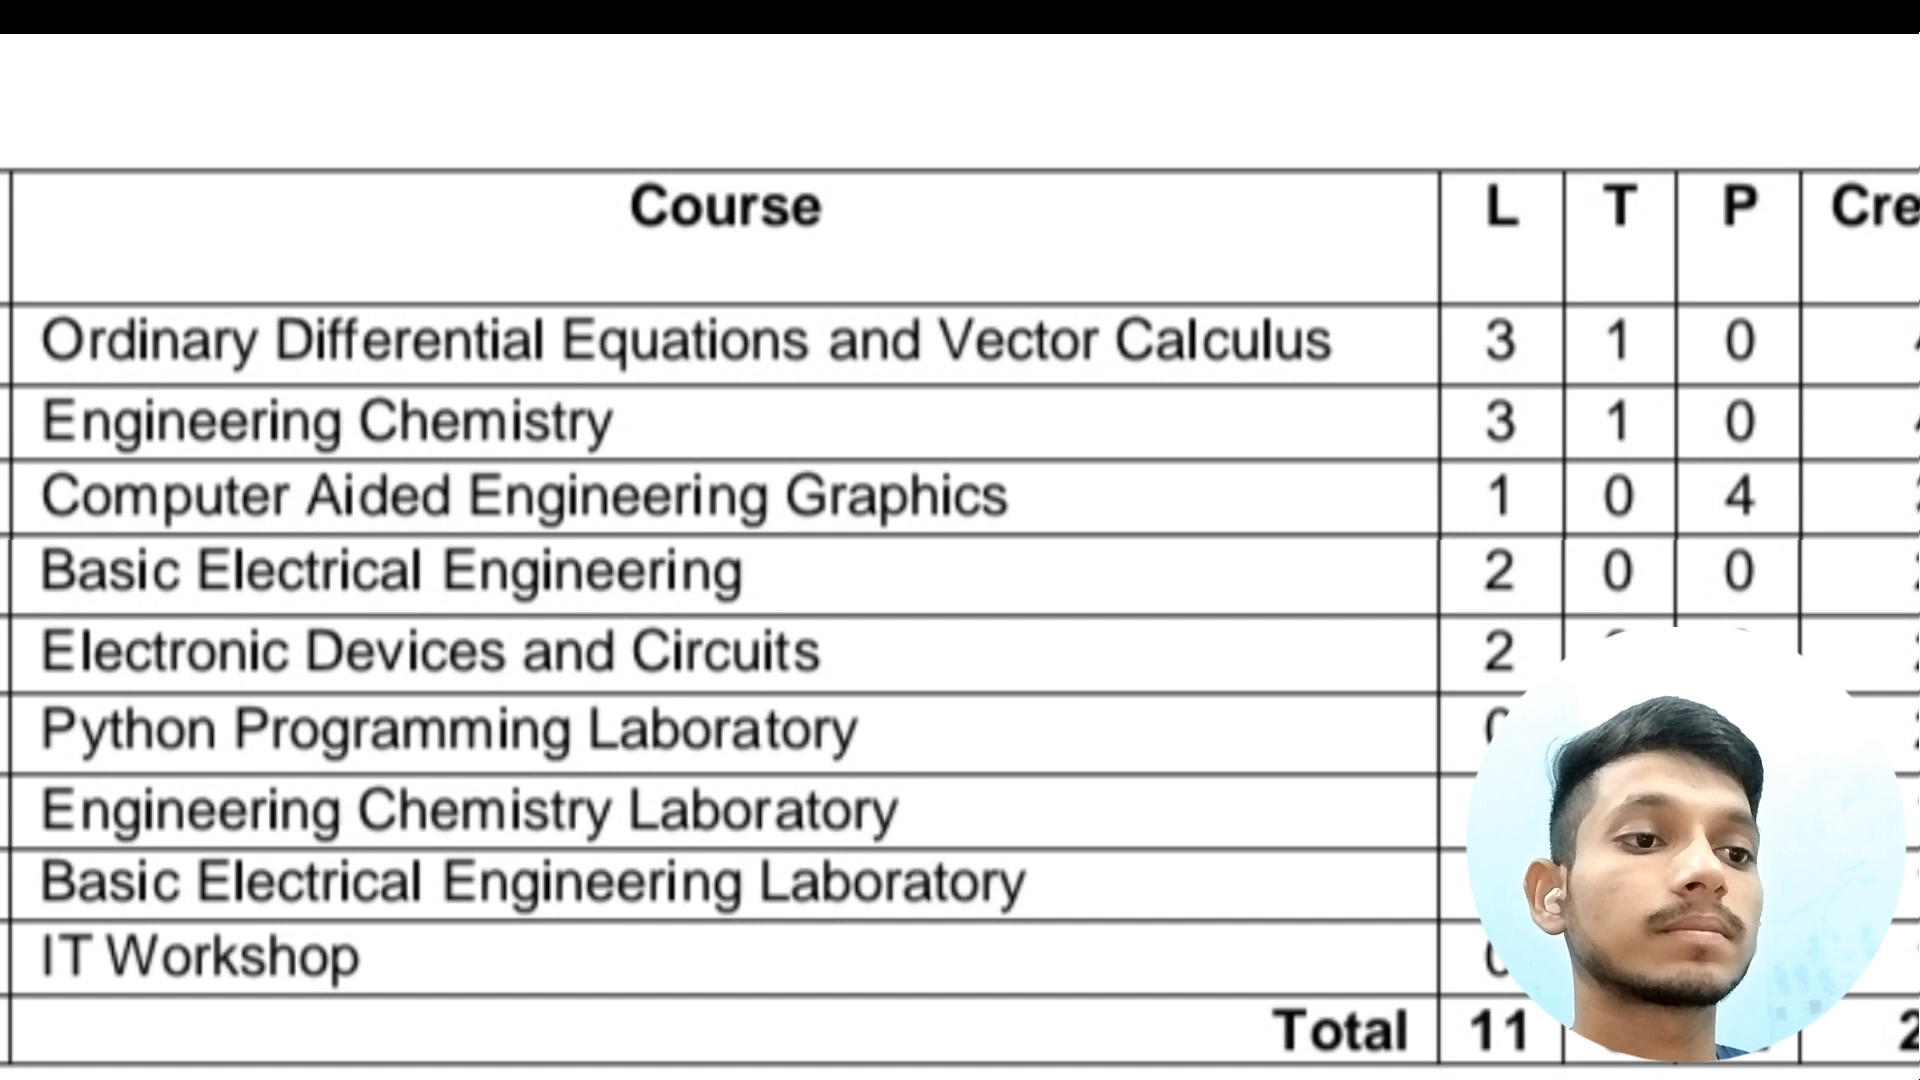 Course L T P
Ordinary Differential Equations and Vector Calculus 3 1 0
Engineering Chemistry 3 1 0
Computer Aided Engineering Graphics 1 0 4
Basic Electrical Engineering 2 0 0
Electronic Devices and Circuits 2
Python Programming Laboratory
Engineering Chemistry Laboratory
Basic Electrical Engineering Laboratory
IT Workshop
Total 11